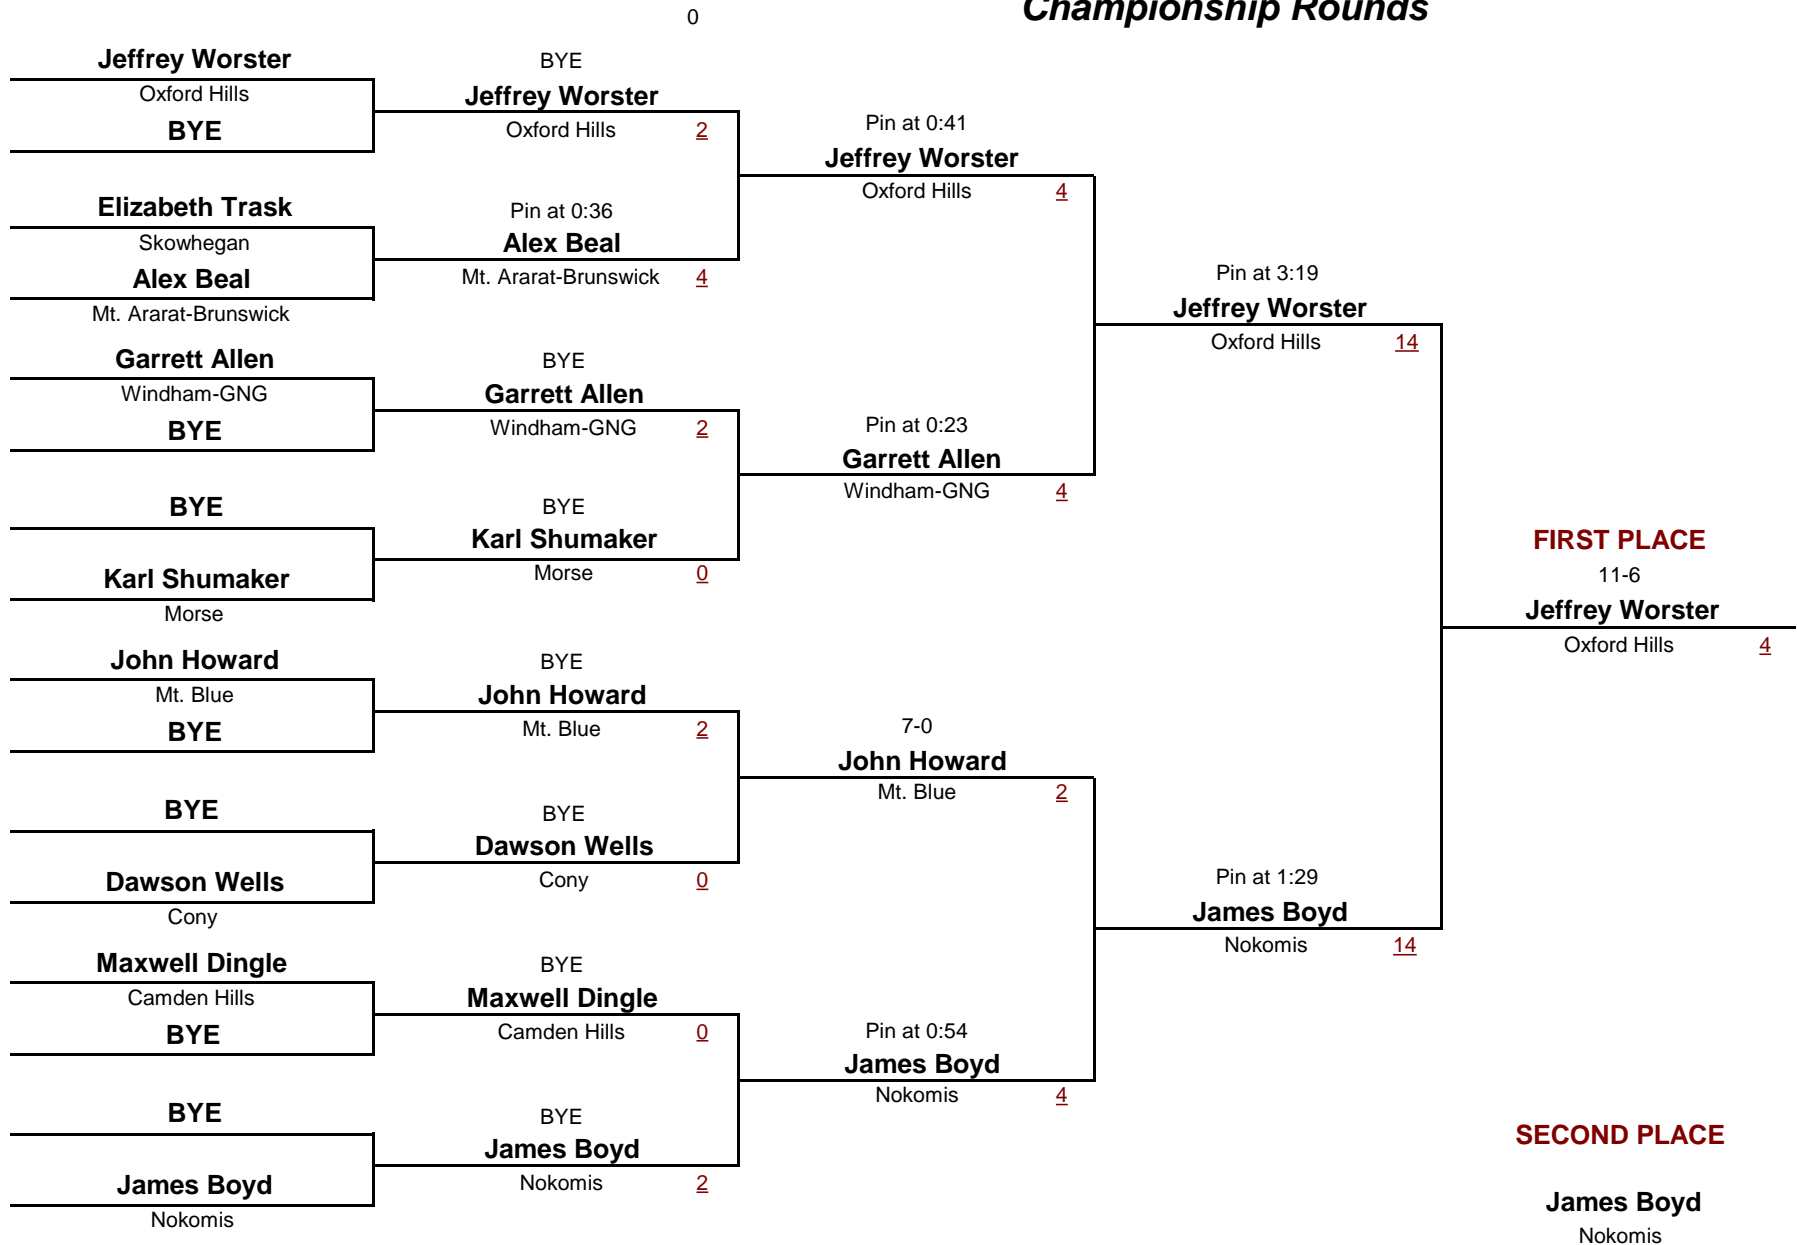 0
Championship Rounds
Jeffrey Worster
Oxford Hills
BYE
Elizabeth Trask
Skowhegan
Alex Beal
Mt. Ararat-Brunswick
Garrett Allen
Windham-GNG
BYE
BYE
Karl Shumaker
Morse
John Howard
Mt. Blue
BYE
BYE
Dawson Wells
Cony
Maxwell Dingle
Camden Hills
BYE
BYE
James Boyd
Nokomis
BYE
Jeffrey Worster
Oxford Hills 2
Pin at 0:36
Alex Beal
Mt. Ararat-Brunswick 4
BYE
Garrett Allen
Windham-GNG 2
BYE
Karl Shumaker
Morse 0
BYE
John Howard
Mt. Blue 2
BYE
Dawson Wells
Cony 0
BYE
Maxwell Dingle
Camden Hills 0
BYE
James Boyd
Nokomis 2
Pin at 0:41
Jeffrey Worster
Oxford Hills 4
Pin at 0:23
Garrett Allen
Windham-GNG 4
7-0
John Howard
Mt. Blue 2
Pin at 0:54
James Boyd
Nokomis 4
Pin at 3:19
Jeffrey Worster
Oxford Hills 14
Pin at 1:29
James Boyd
Nokomis 14
FIRST PLACE
11-6
Jeffrey Worster
Oxford Hills 4
SECOND PLACE
James Boyd
Nokomis